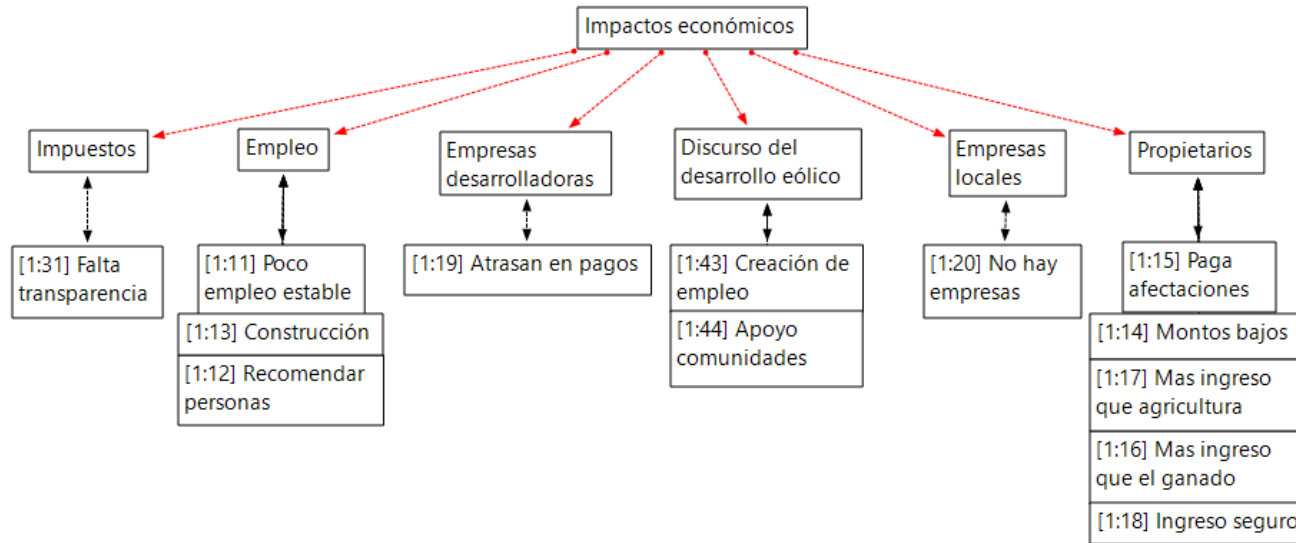 Impactos económicos
Impuestos
Empleo
Empresas
desarrolladoras
Discurso del
desarrollo eólico
Empresas
locales
Propietarios
[1:31] Falta
transparencia
[1:11] Poco
empleo estable
[1:13] Construcción
[1:12] Recomendar
personas
[1:19] Atrasan en pagos
[1:43] Creación de
empleo
[1:44] Apoyo
comunidades
[1:20] No hay
empresas
[1:15] Paga
afectaciones
[1:14] Montos bajos
[1:17] Mas ingreso
que agricultura
[1:16] Mas ingreso
que el ganado
[1:18] Ingreso seguro